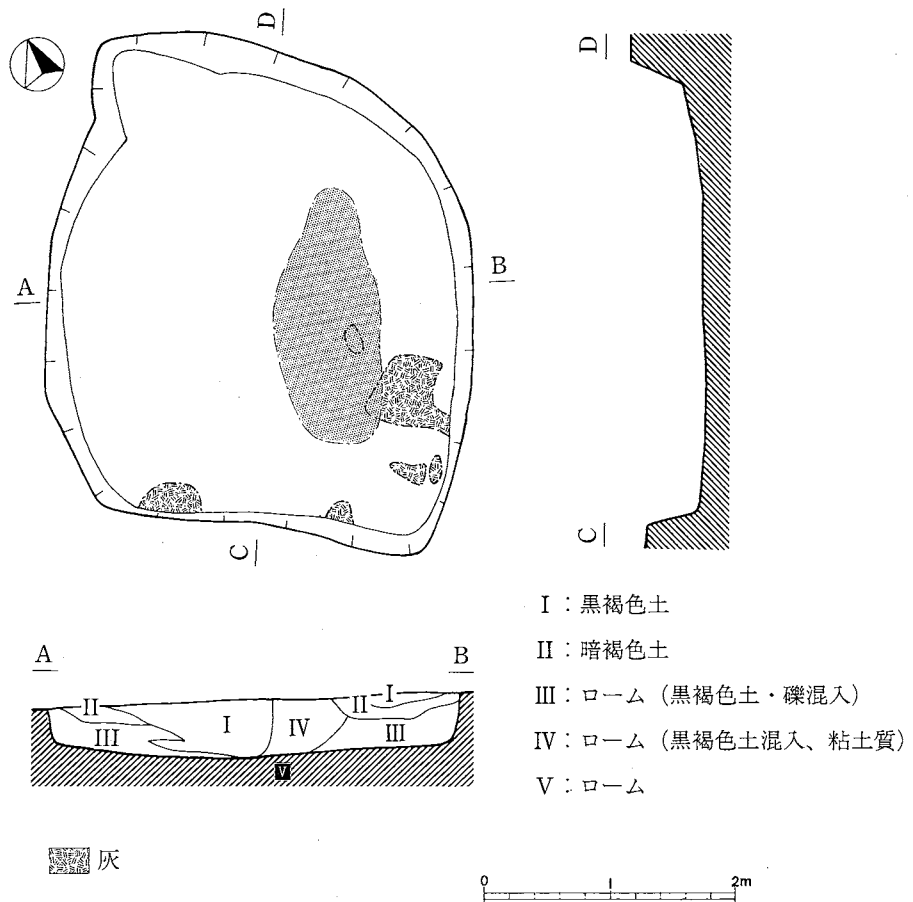 D
D
A
B
C
C
A
B
I
II
I
II
III
I
IV
III
V
I：黒褐色土
II：暗褐色土
III：ローム（黒褐色土・礫混入）
IV：ローム（黒褐色土混入、粘土質）
V：ローム
灰
0
1
2m